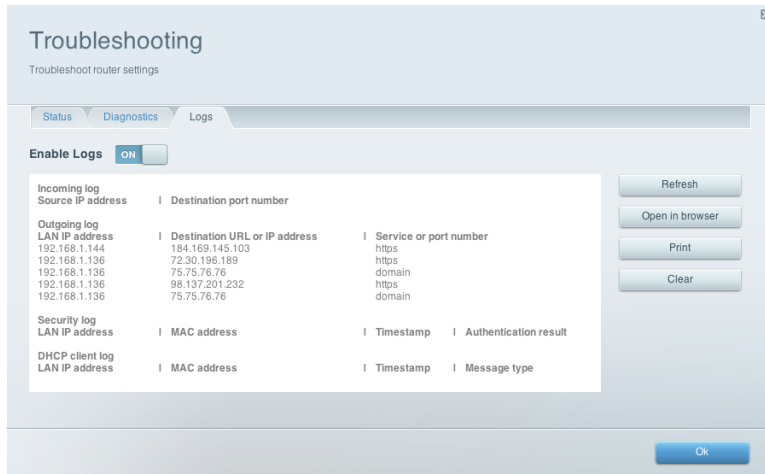 Troubleshooting
Troubleshoot router settings
Status Diagnostics Logs
Enable Logs ON
Incoming log
Source IP address | Destination port number
Outgoing log
LAN IP address | Destination URL or IP address | Service or port number
192.168.1.144 184.169.145.103 https
192.168.1.136 72.30.196.189 https
192.168.1.136 75.75.76.76 domain
192.168.1.136 98.137.201.232 https
192.168.1.136 75.75.76.76 domain
Security log
LAN IP address | MAC address | Timestamp | Authentication result
DHCP client log
LAN IP address | MAC address | Timestamp | Message type
Refresh
Open in browser
Print
Clear
Ok